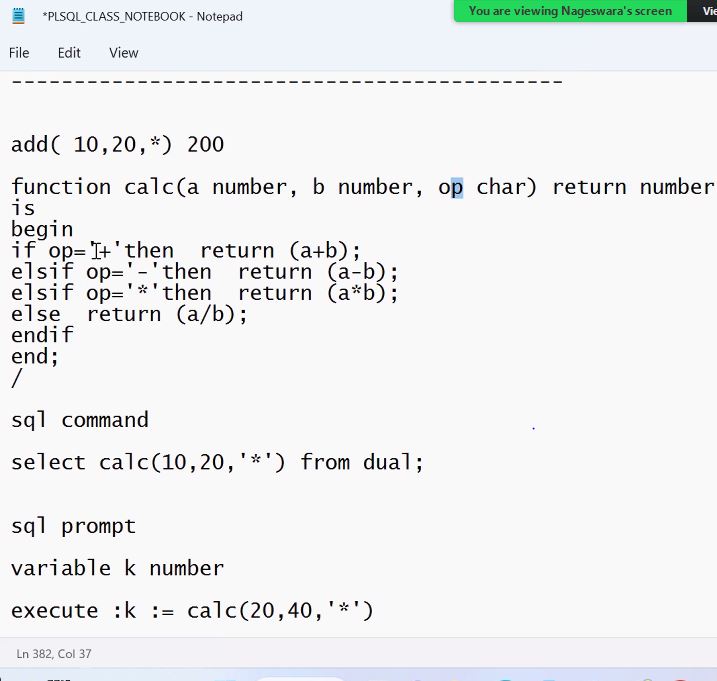 *PLSQL_CLASS_NOTEBOOK - Notepad
You are viewing Nageswara's screen
File Edit View
--------------------------------------------
add( 10,20,*) 200
function calc(a number, b number, op char) return number
is
begin
if op='+'then  return (a+b);
elsif op='-'then  return (a-b);
elsif op='*'then  return (a*b);
else  return (a/b);
endif
end;
/
sql command
select calc(10,20,'*') from dual;
sql prompt
variable k number
execute :k := calc(20,40,'*')
Ln 382, Col 37